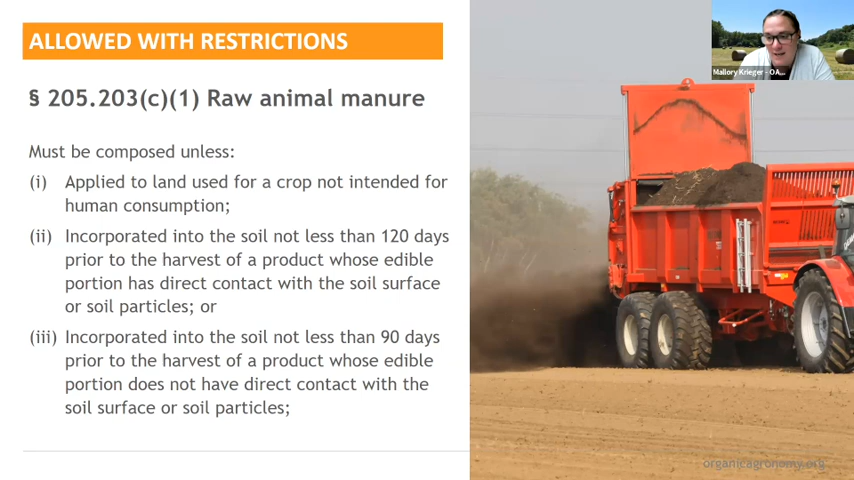 ALLOWED WITH RESTRICTIONS
§ 205.203(c)(1) Raw animal manure
Must be composed unless:
(i) Applied to land used for a crop not intended for
human consumption;
(ii) Incorporated into the soil not less than 120 days
prior to the harvest of a product whose edible
portion has direct contact with the soil surface
or soil particles; or
(iii) Incorporated into the soil not less than 90 days
prior to the harvest of a product whose edible
portion does not have direct contact with the
soil surface or soil particles;
Mallory Krieger - OA...
organicagronomy.org